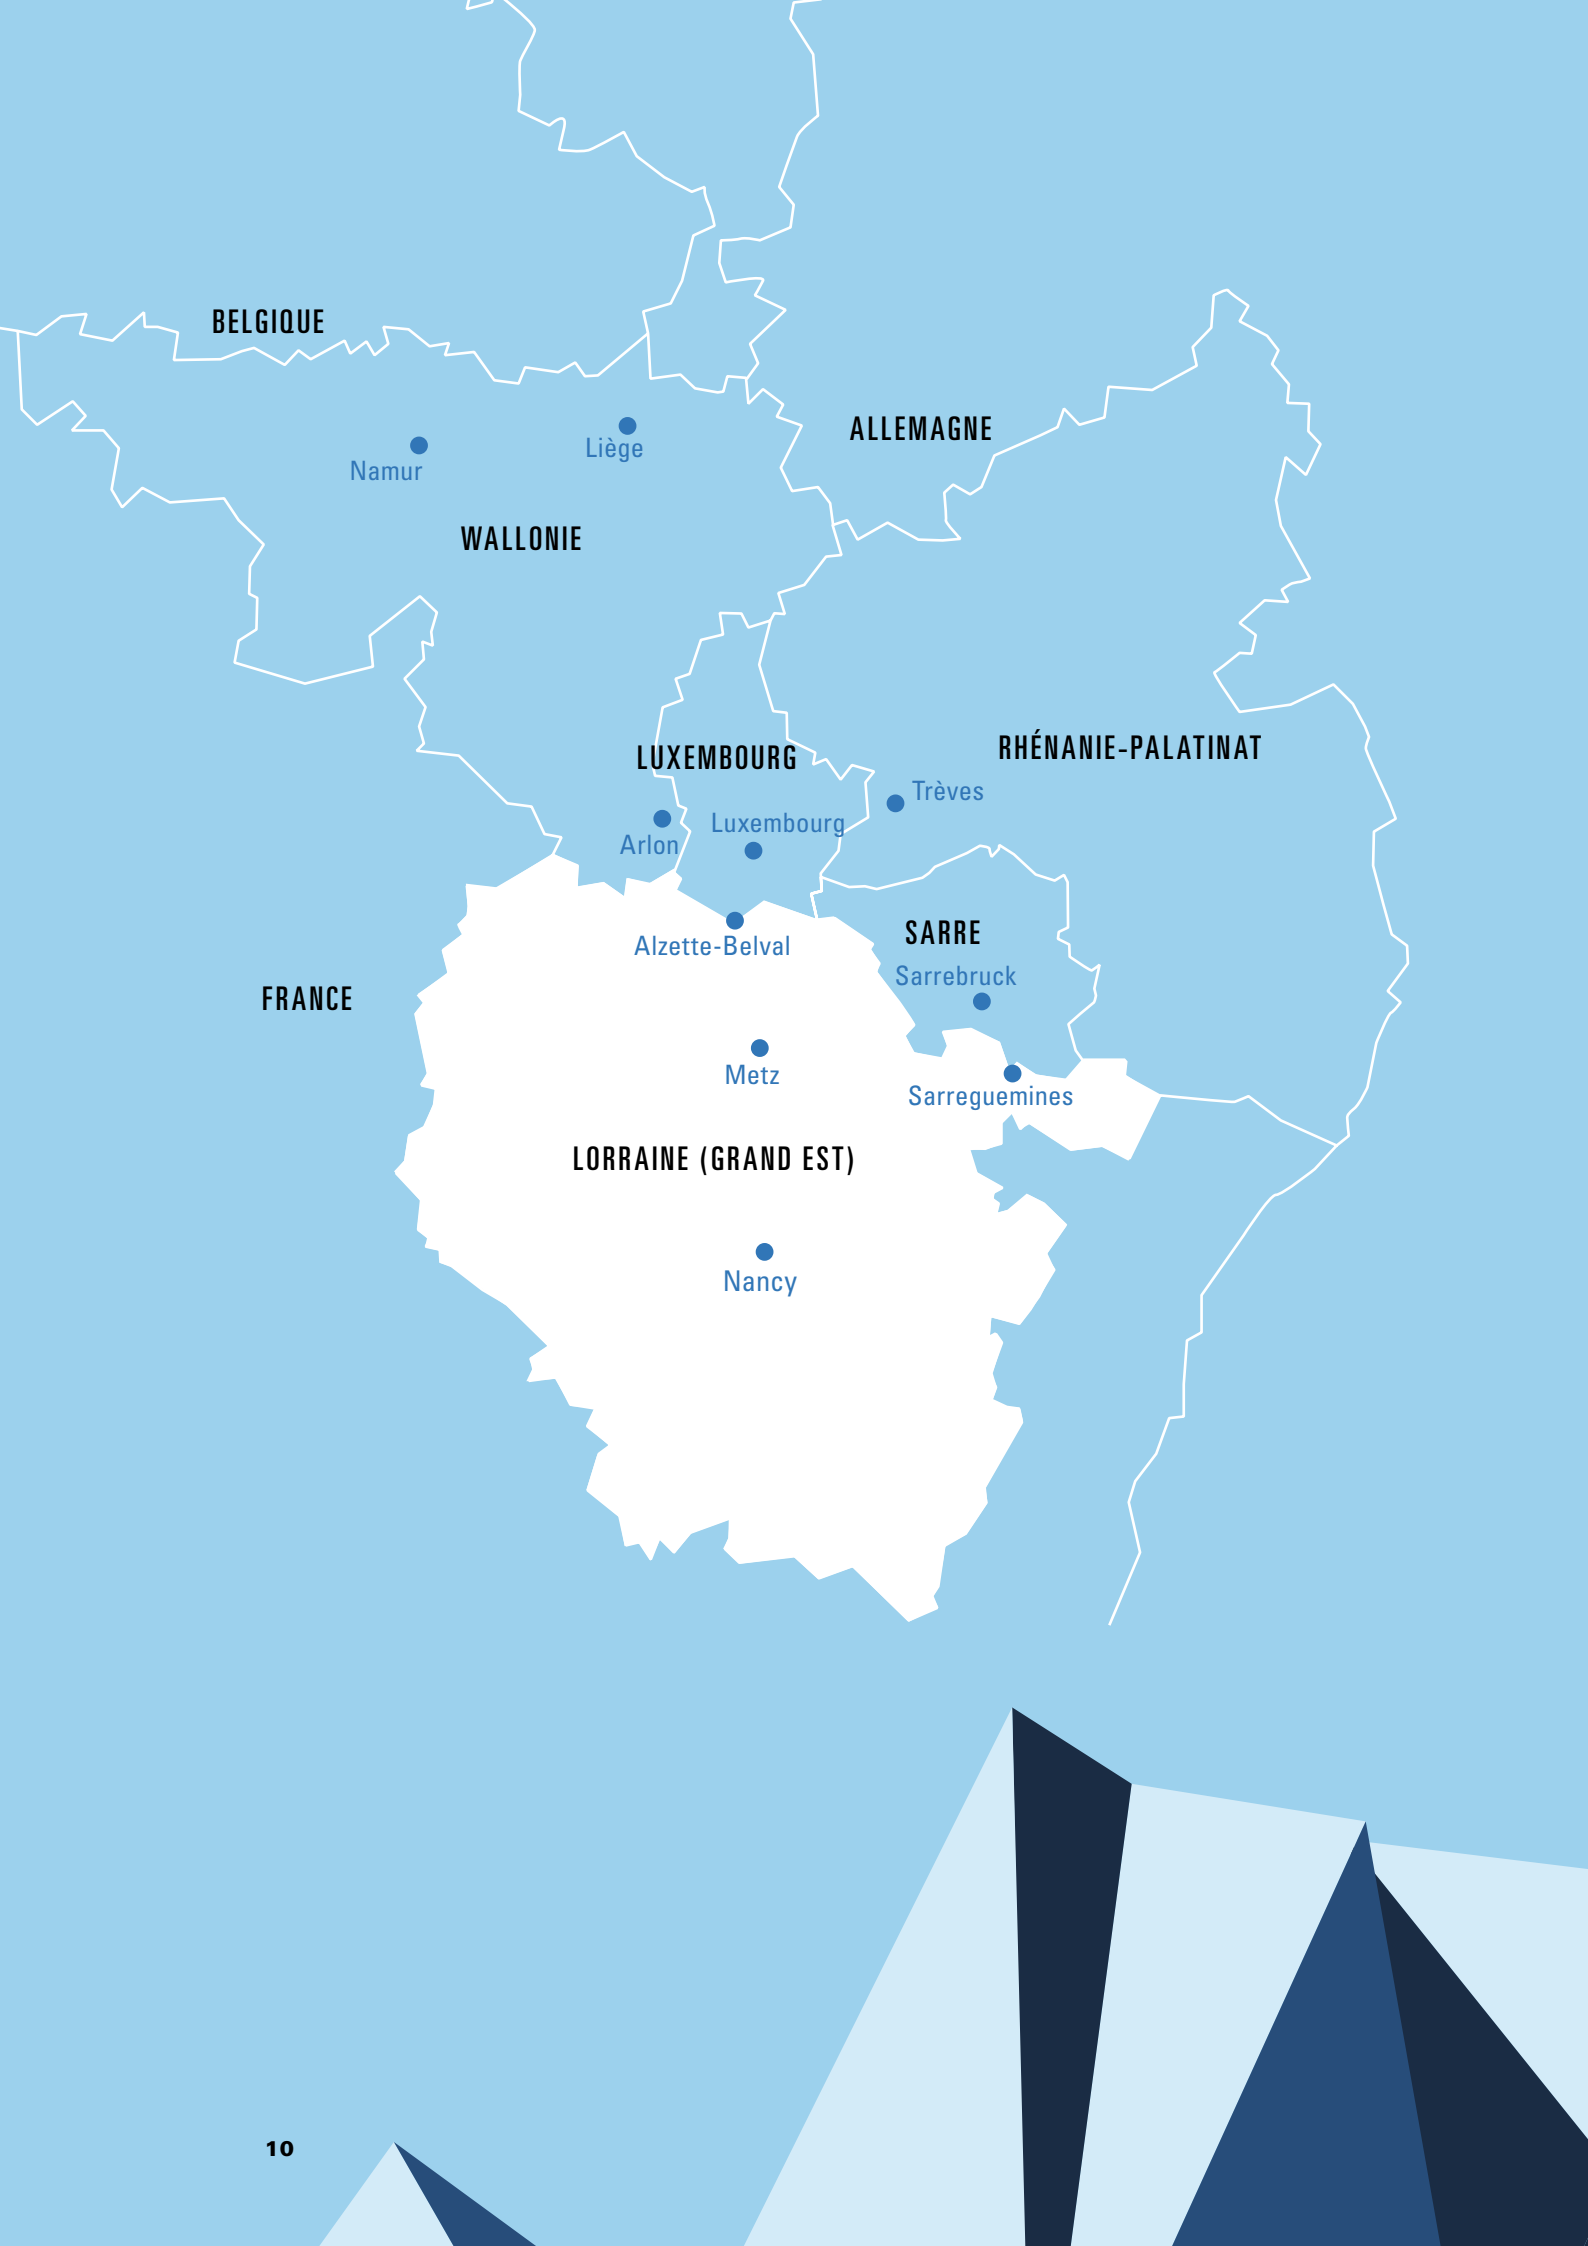 BELGIQUE
ALLEMAGNE
Liège
Namur
WALLONIE
RHÉNANIE-PALATINAT
LUXEMBOURG
Trèves
Luxembourg
Arlon
SARRE
Alzette-Belval
Sarrebruck
FRANCE
Metz
Sarreguemines
LORRAINE (GRAND EST)
Nancy
10